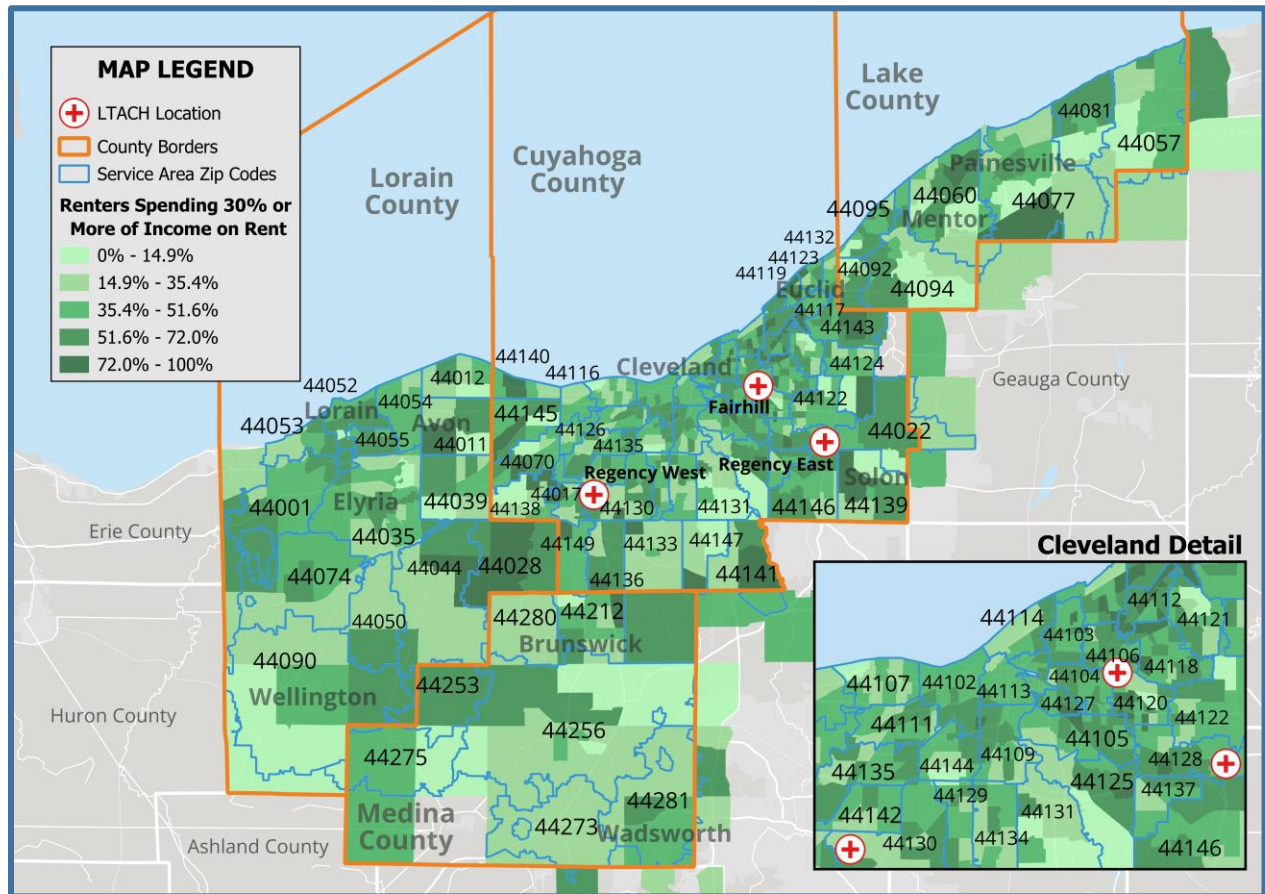 MAP LEGEND
LTACH Location
County Borders
Service Area Zip Codes
Renters Spending 30% or
More of Income on Rent
0% - 14.9%
14.9% - 35.4%
35.4% - 51.6%
51.6% - 72.0%
72.0% - 100%
Lake
County
Cuyahoga
County
Lorain
County
44081
44057
Painesville
44060
44077
Mentor
44095
44132
44123
44119
44092
44094
Euclid
44117
44143
44140
44116
Cleveland
44124
Geauga County
44052
44012
44054
Lorain
44053
Avon
44145
44122
Fairhill
44126
44055
44011
44135
44022
44070
Regency West
Regency East
Solon
44001
Elyria
44039
44017
44138
44130
44131
44146
44139
Erie County
44035
44149
44133
44147
44074
44044
44028
44136
44141
44280
44212
44050
Brunswick
44090
44253
Wellington
Huron County
44256
44275
44281
Medina
County
44273
Wadsworth
Ashland County
Cleveland Detail
44114
44112
44103
44121
44106
44107
44102
44104
44118
44113
44127
44120
44122
44111
44105
44109
44128
44135
44144
44125
44137
44129
44142
44131
44130
44134
44146